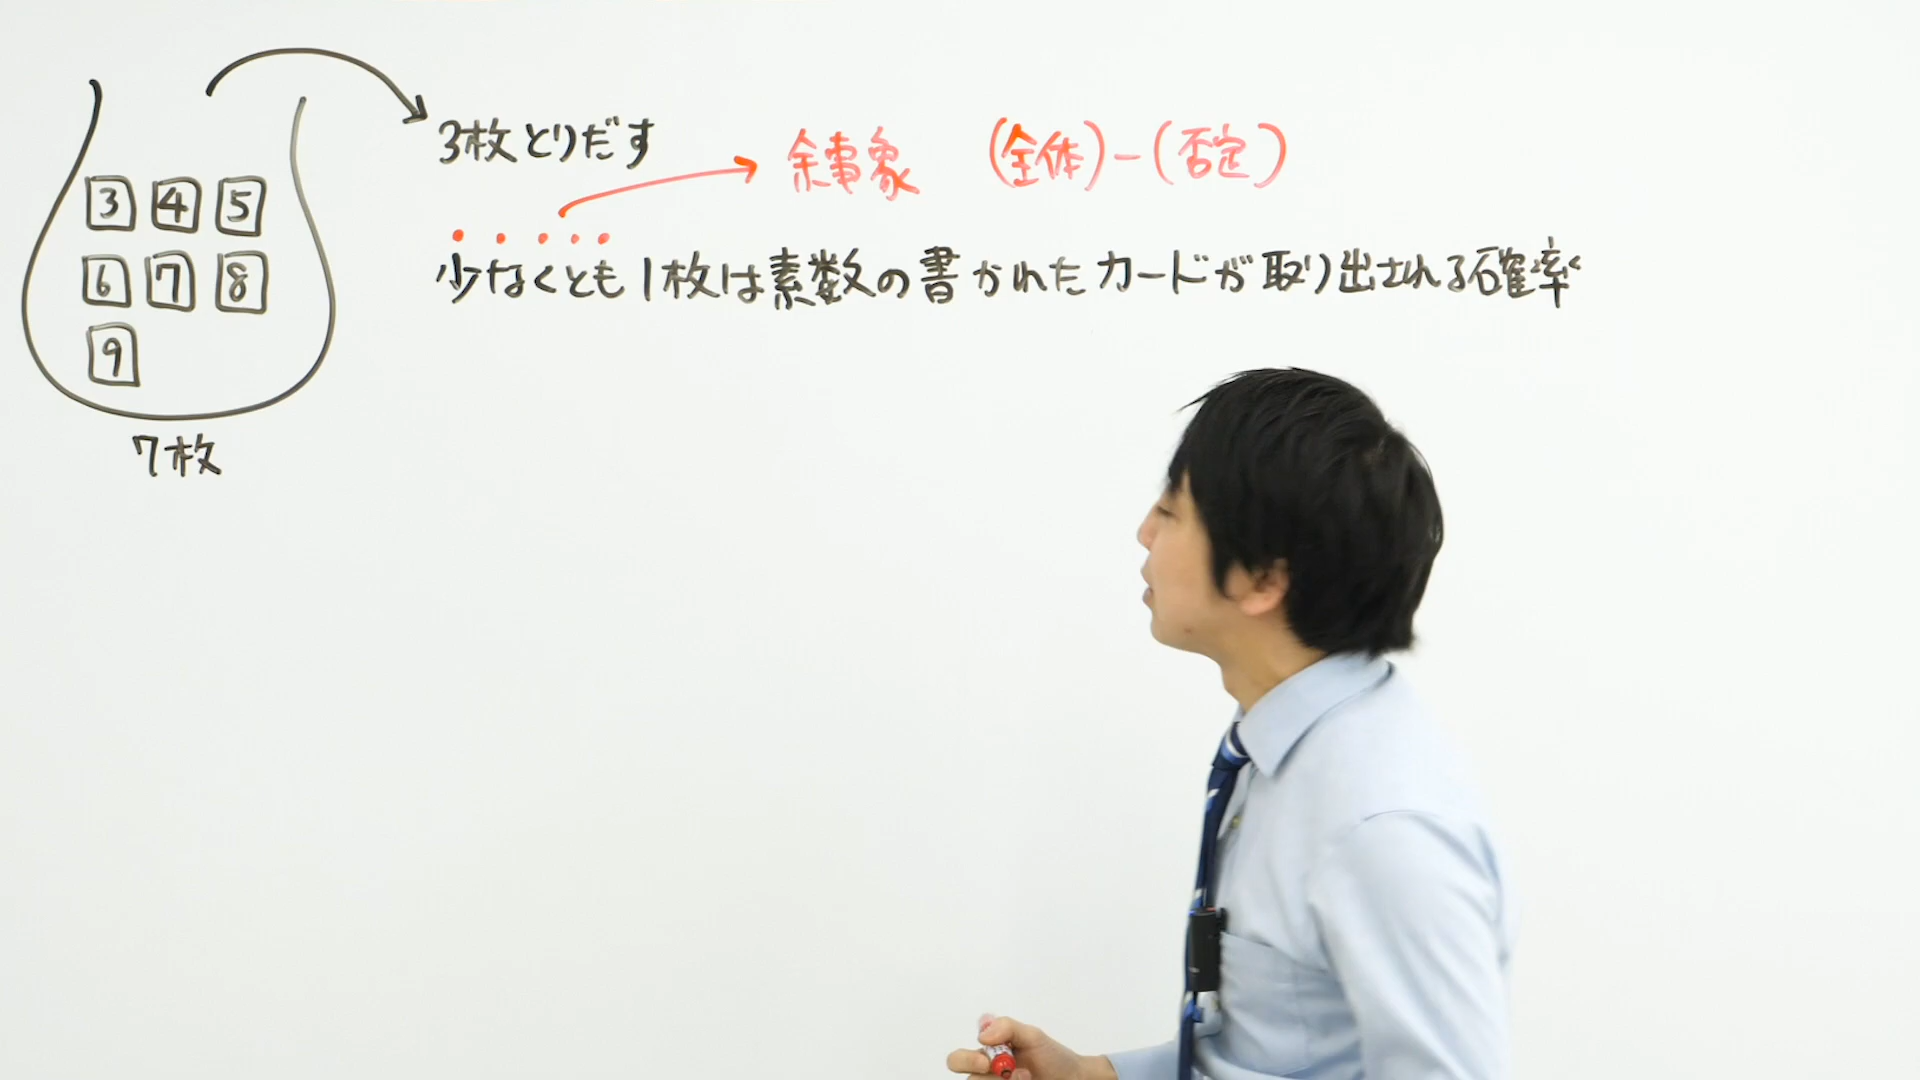 3枚とりだす
余事象 (全体)-(否定)
3 4 5
少なくとも1枚は素数の書かれたカードが取り出される確率
6 7 8
9
7枚